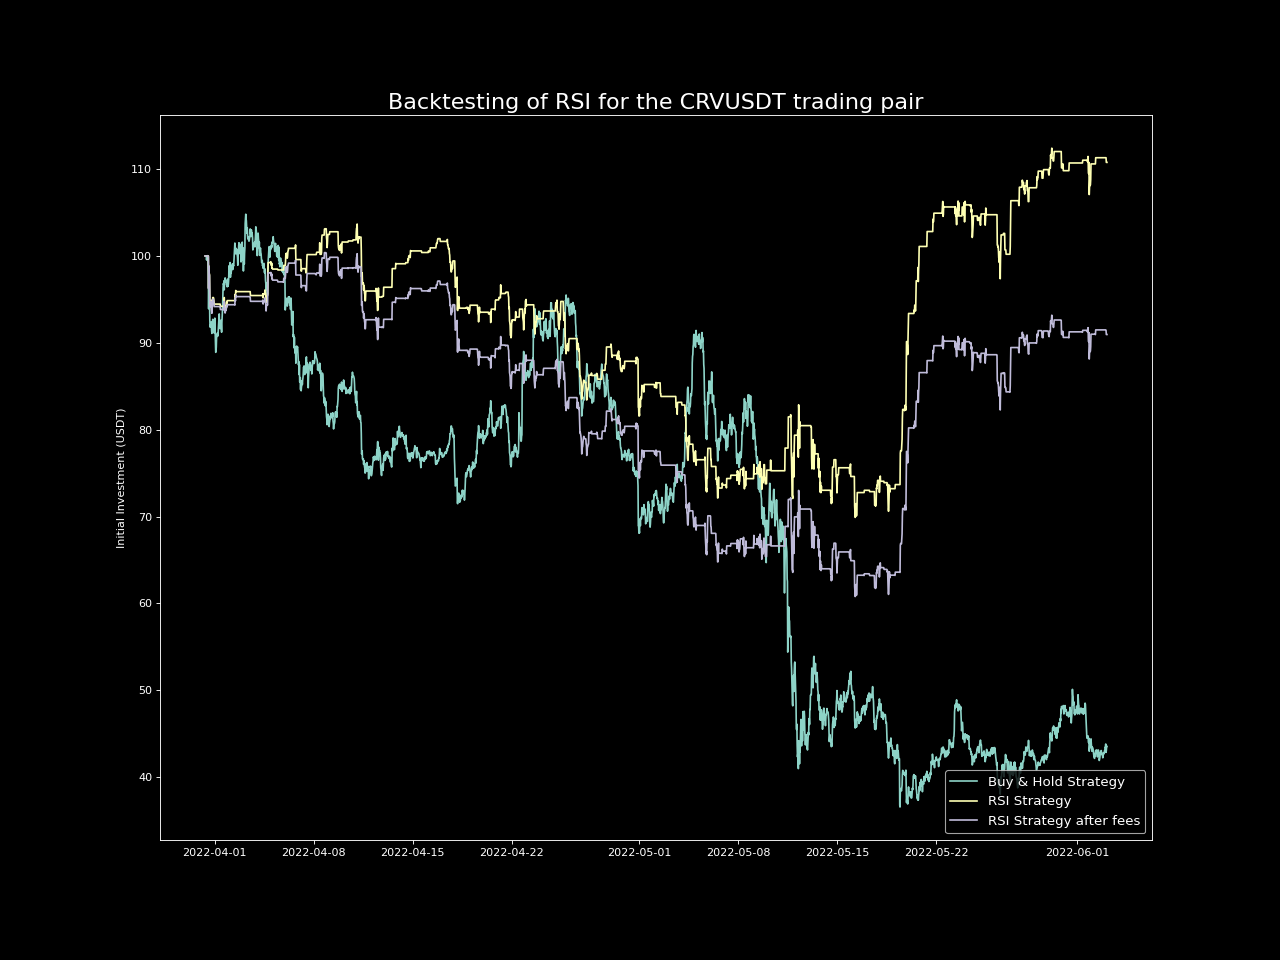 Backtesting of RSI for the CRVUSDT trading pair
Initial Investment (USDT)
110
100
90
80
70
60
50
40
2022-04-01 2022-04-08 2022-04-15 2022-04-22 2022-05-01 2022-05-08 2022-05-15 2022-05-22 2022-06-01
Buy & Hold Strategy
RSI Strategy
RSI Strategy after fees